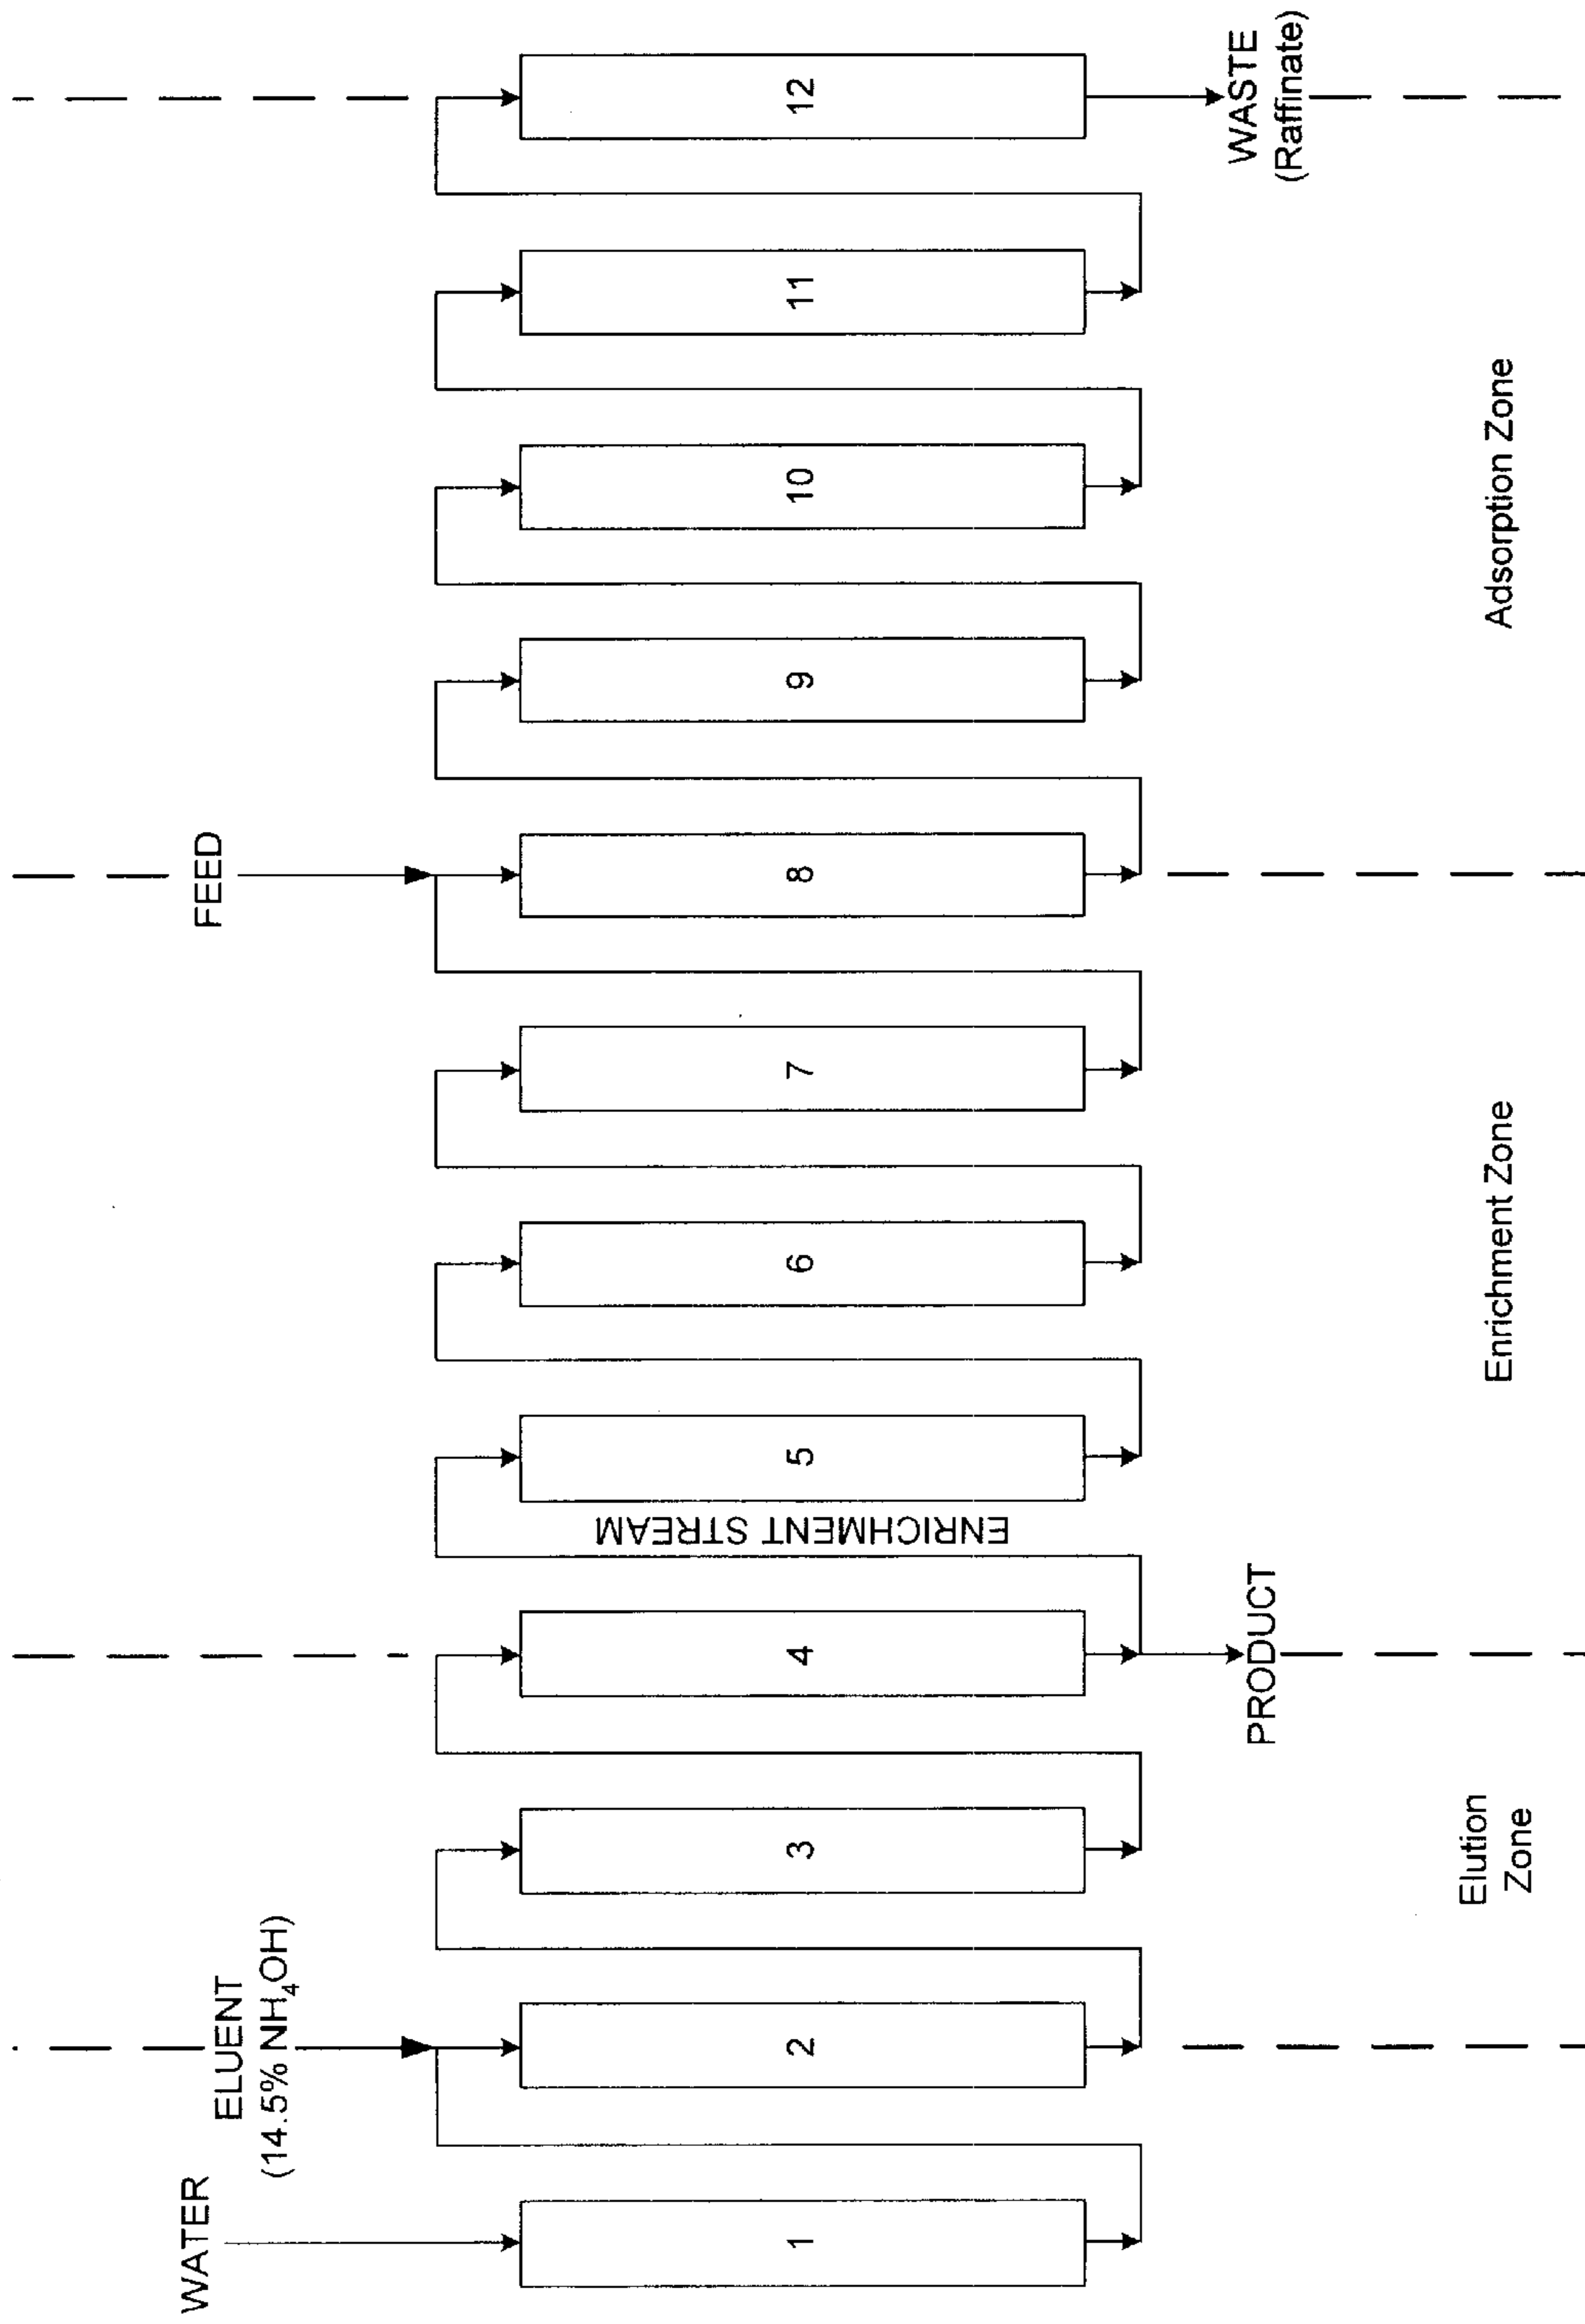 WATER
ELUENT
(14.5% NH₄OH)
FEED
1
2
3
4
ENRICHMENT STREAM
5
6
7
8
9
10
11
12
PRODUCT
WASTE
(Raffinate)
Elution
Zone
Enrichment Zone
Adsorption Zone